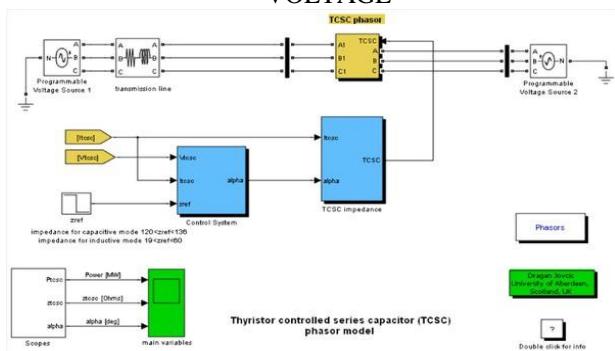 VOLTAGE
TCSC phasor
N A B C
A B C A B C
A1 B1 C1 TCSC A B C
A B C N
Programmable
Voltage Source 1
transmission line
Programmable
Voltage Source 2
[Itcsc]
[Vtcsc]
Vtcsc
Itcsc
zref
alpha
Control System
Itcsc
alpha
TCSC
TCSC impedance
zref
impedance for capacitive mode 120<zref<136
impedance for inductive mode 19<zref<60
Phasors
Ptcsc
ztcsc
alpha
Scopes
Power [MW]
ztcsc [Ohms]
alpha [deg]
main variables
Thyristor controlled series capacitor (TCSC)
phasor model
Dragan Jovcic
University of Aberdeen,
Scotland, UK
?
Double click for info